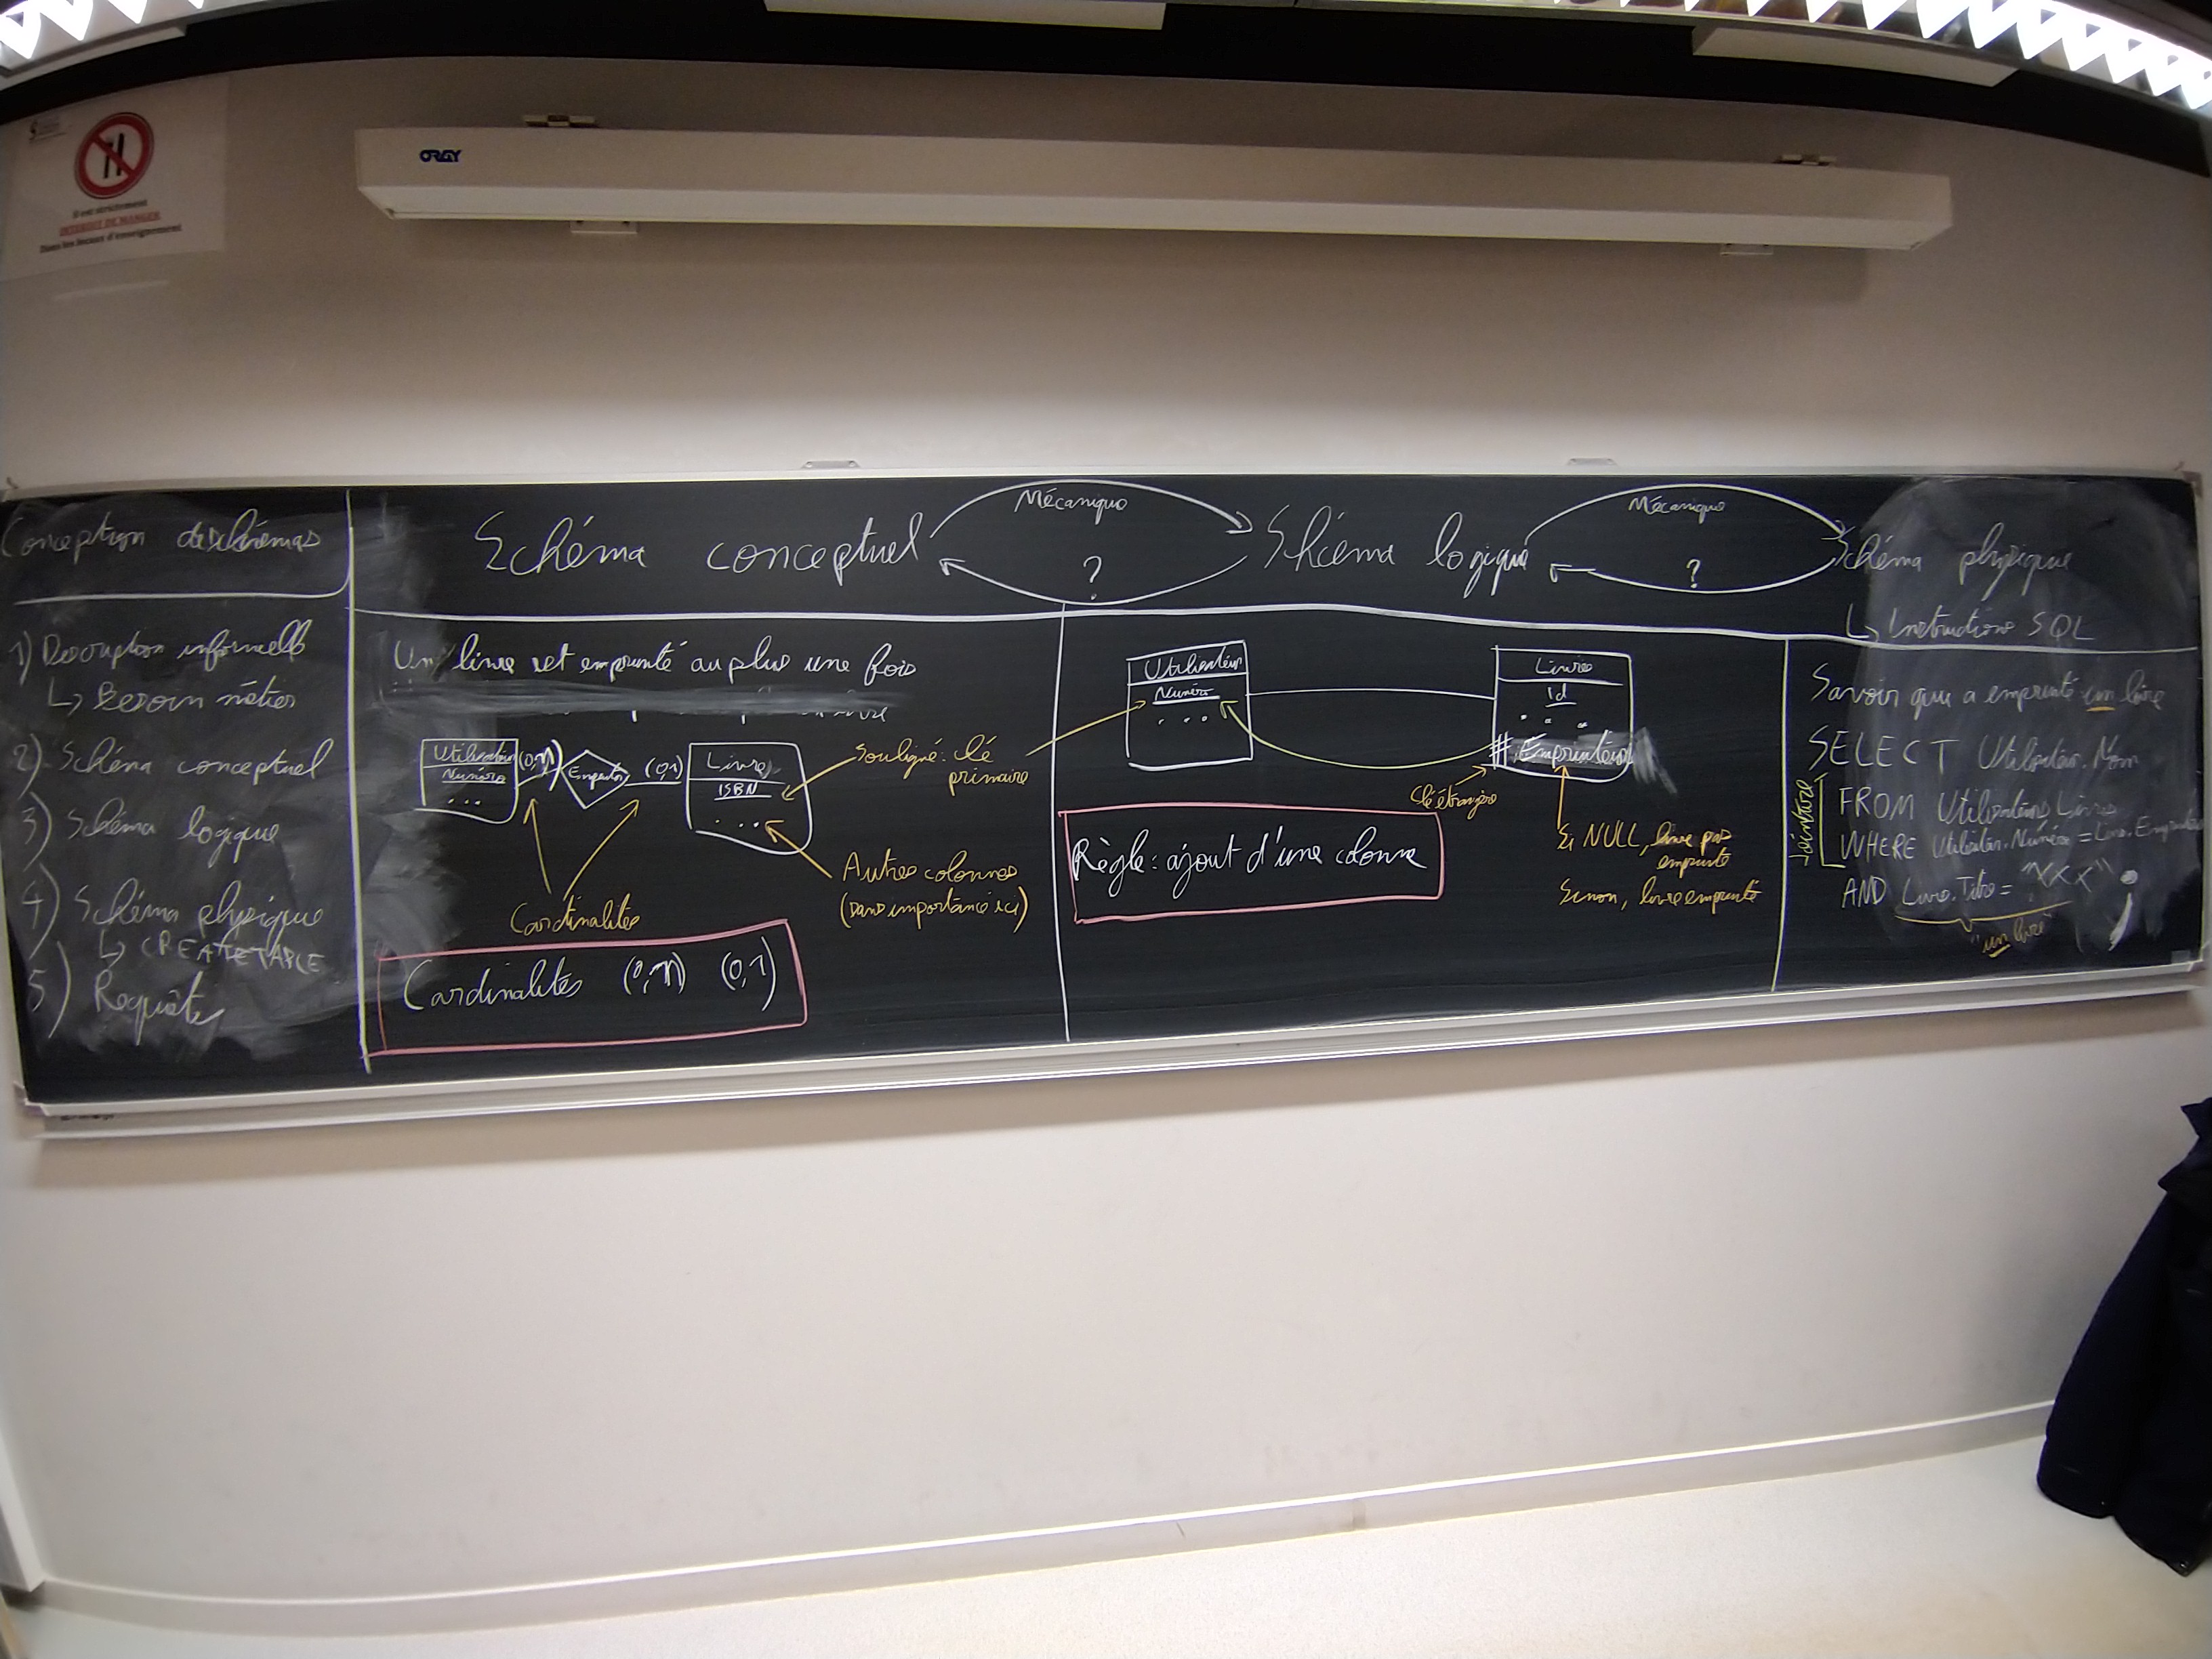 Il est strictement
INTERDIT DE MANGER
Dans les locaux d'enseignement
ORAY
Conception de schémas
1) Description informelle
↳ Besoin métier
2) Schéma conceptuel
3) Schéma logique
4) Schéma physique
↳ CREATE TABLE
5) Requête
Schéma conceptuel
Mécanique
?
Schéma logique
Mécanique
?
Schéma physique
↳ Instructions SQL
Un livre est emprunté au plus une fois
Utilisateur
Numéro
...
(0,n)
Emprunter
(0,1)
Livre
ISBN
...
Souligné: clé
primaire
Autres colonnes
(sans importance ici)
Cardinalités
Cardinalités (0,n) (0,1)
Utilisateur
Numéro
...
Livre
Id
...
# Emprunteur
Clé étrangère
Si NULL, livre pas
emprunté
Sinon, livre emprunté
Règle: ajout d'une colonne
Savoir qui a emprunté un livre
SELECT Utilisateur.Nom
Jointure
FROM Utilisateurs Livres
WHERE Utilisateur.Numéro = Livre.Emprunteur
AND Livre.Titre = "XXX";
"un livre"